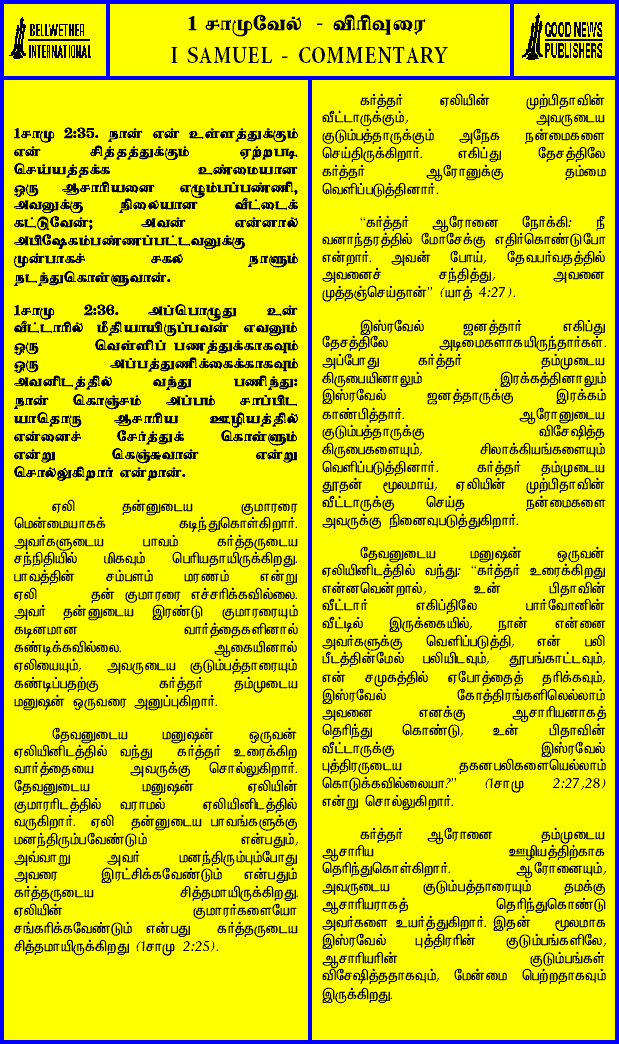 BELLWETHER
INTERNATIONAL
1 சாமுவேல் - விரிவுரை
I SAMUEL - COMMENTARY
GOOD NEWS
PUBLISHERS
1சாமு 2:35. நான் என் உள்ளத்துக்கும்
என் சித்தத்துக்கும் ஏற்றபடி
செய்யத்தக்க உண்மையான
ஒரு ஆசாரியனை எழும்பப்பண்ணி,
அவனுக்கு நிலையான வீட்டைக்
கட்டுவேன்; அவன் என்னால்
அபிஷேகம்பண்ணப்பட்டவனுக்கு
முன்பாகச் சகல நாளும்
நடந்துகொள்ளுவான்.
1சாமு 2:36. அப்பொழுது உன்
வீட்டாரில் மீதியாயிருப்பவன் எவனும்
ஒரு வெள்ளிப் பணத்துக்காகவும்
ஒரு அப்பத்துணிக்கைக்காகவும்
அவனிடத்தில் வந்து பணிந்து:
நான் கொஞ்சம் அப்பம் சாப்பிட
யாதொரு ஆசாரிய ஊழியத்தில்
என்னைச் சேர்த்துக் கொள்ளும்
என்று கெஞ்சுவான் என்று
சொல்லுகிறார் என்றான்.
ஏலி தன்னுடைய குமாரரை
மென்மையாகக் கடிந்துகொள்கிறார்.
அவர்களுடைய பாவம் கர்த்தருடைய
சந்நிதியில் மிகவும் பெரியதாயிருக்கிறது.
பாவத்தின் சம்பளம் மரணம் என்று
ஏலி தன் குமாரரை எச்சரிக்கவில்லை.
அவர் தன்னுடைய இரண்டு குமாரரையும்
கடினமான வார்த்தைகளினால்
கண்டிக்கவில்லை. ஆகையினால்
ஏலியையும், அவருடைய குடும்பத்தாரையும்
கண்டிப்பதற்கு கர்த்தர் தம்முடைய
மனுஷன் ஒருவரை அனுப்புகிறார்.
தேவனுடைய மனுஷன் ஒருவன்
ஏலியினிடத்தில் வந்து கர்த்தர் உரைக்கிற
வார்த்தையை அவருக்கு சொல்லுகிறார்.
தேவனுடைய மனுஷன் ஏலியின்
குமாரரிடத்தில் வராமல் ஏலியினிடத்தில்
வருகிறார். ஏலி தன்னுடைய பாவங்களுக்கு
மனந்திரும்பவேண்டும் என்பதும்,
அவ்வாறு அவர் மனந்திரும்பும்போது
அவரை இரட்சிக்கவேண்டும் என்பதும்
கர்த்தருடைய சித்தமாயிருக்கிறது.
ஏலியின் குமாரர்களையோ
சங்கரிக்கவேண்டும் என்பது கர்த்தருடைய
சித்தமாயிருக்கிறது (1சாமு 2:25).
கர்த்தர் ஏலியின் முற்பிதாவின்
வீட்டாருக்கும், அவருடைய
குடும்பத்தாருக்கும் அநேக நன்மைகளை
செய்திருக்கிறார். எகிப்து தேசத்திலே
கர்த்தர் ஆரோனுக்கு தம்மை
வெளிப்படுத்தினார்.
“கர்த்தர் ஆரோனை நோக்கி: நீ
வனாந்தரத்தில் மோசேக்கு எதிர்கொண்டுபோ
என்றார். அவன் போய், தேவபர்வதத்தில்
அவனைச் சந்தித்து, அவனை
முத்தஞ்செய்தான்” (யாத் 4:27).
இஸ்ரவேல் ஜனத்தார் எகிப்து
தேசத்திலே அடிமைகளாகயிருந்தார்கள்.
அப்போது கர்த்தர் தம்முடைய
கிருபையினாலும் இரக்கத்தினாலும்
இஸ்ரவேல் ஜனத்தாருக்கு இரக்கம்
காண்பித்தார். ஆரோனுடைய
குடும்பத்தாருக்கு விசேஷித்த
கிருபைகளையும், சிலாக்கியங்களையும்
வெளிப்படுத்தினார். கர்த்தர் தம்முடைய
தூதன் மூலமாய், ஏலியின் முற்பிதாவின்
வீட்டாருக்கு செய்த நன்மைகளை
அவருக்கு நினைவுபடுத்துகிறார்.
தேவனுடைய மனுஷன் ஒருவன்
ஏலியினிடத்தில் வந்து: “கர்த்தர் உரைக்கிறது
என்னவென்றால், உன் பிதாவின்
வீட்டார் எகிப்திலே பார்வோனின்
வீட்டில் இருக்கையில், நான் என்னை
அவர்களுக்கு வெளிப்படுத்தி, என் பலி
பீடத்தின்மேல் பலியிடவும், தூபங்காட்டவும்,
என் சமுகத்தில் ஏபோத்தைத் தரிக்கவும்,
இஸ்ரவேல் கோத்திரங்களிலெல்லாம்
அவனை எனக்கு ஆசாரியனாகத்
தெரிந்து கொண்டு, உன் பிதாவின்
வீட்டாருக்கு இஸ்ரவேல்
புத்திரருடைய தகனபலிகளையெல்லாம்
கொடுக்கவில்லையா?” (1சாமு 2:27,28)
என்று சொல்லுகிறார்.
கர்த்தர் ஆரோனை தம்முடைய
ஆசாரிய ஊழியத்திற்காக
தெரிந்துகொள்கிறார். ஆரோனையும்,
அவருடைய குடும்பத்தாரையும் தமக்கு
ஆசாரியராகத் தெரிந்துகொண்டு
அவர்களை உயர்த்துகிறார். இதன் மூலமாக
இஸ்ரவேல் புத்திரரின் குடும்பங்களிலே,
ஆசாரியரின் குடும்பங்கள்
விசேஷித்ததாகவும், மேன்மை பெற்றதாகவும்
இருக்கிறது.